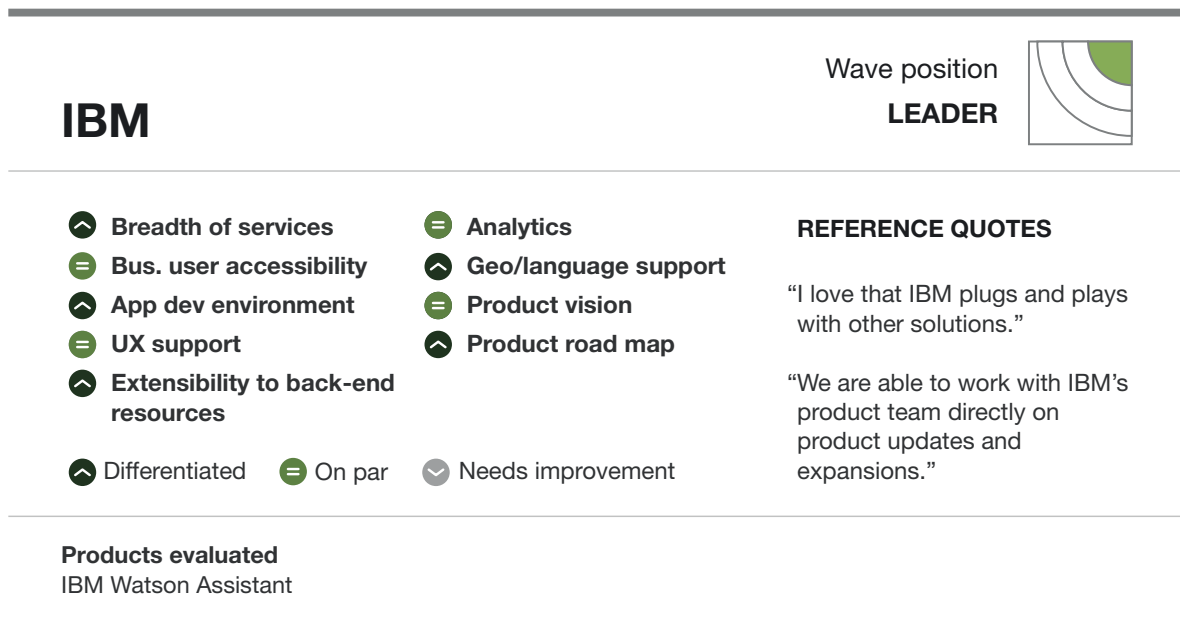 Wave position
LEADER
IBM
Breadth of services
Bus. user accessibility
App dev environment
UX support
Extensibility to back-end
resources
Analytics
Geo/language support
Product vision
Product road map
Differentiated
On par
Needs improvement
REFERENCE QUOTES
“I love that IBM plugs and plays
with other solutions.”
“We are able to work with IBM’s
product team directly on
product updates and
expansions.”
Products evaluated
IBM Watson Assistant